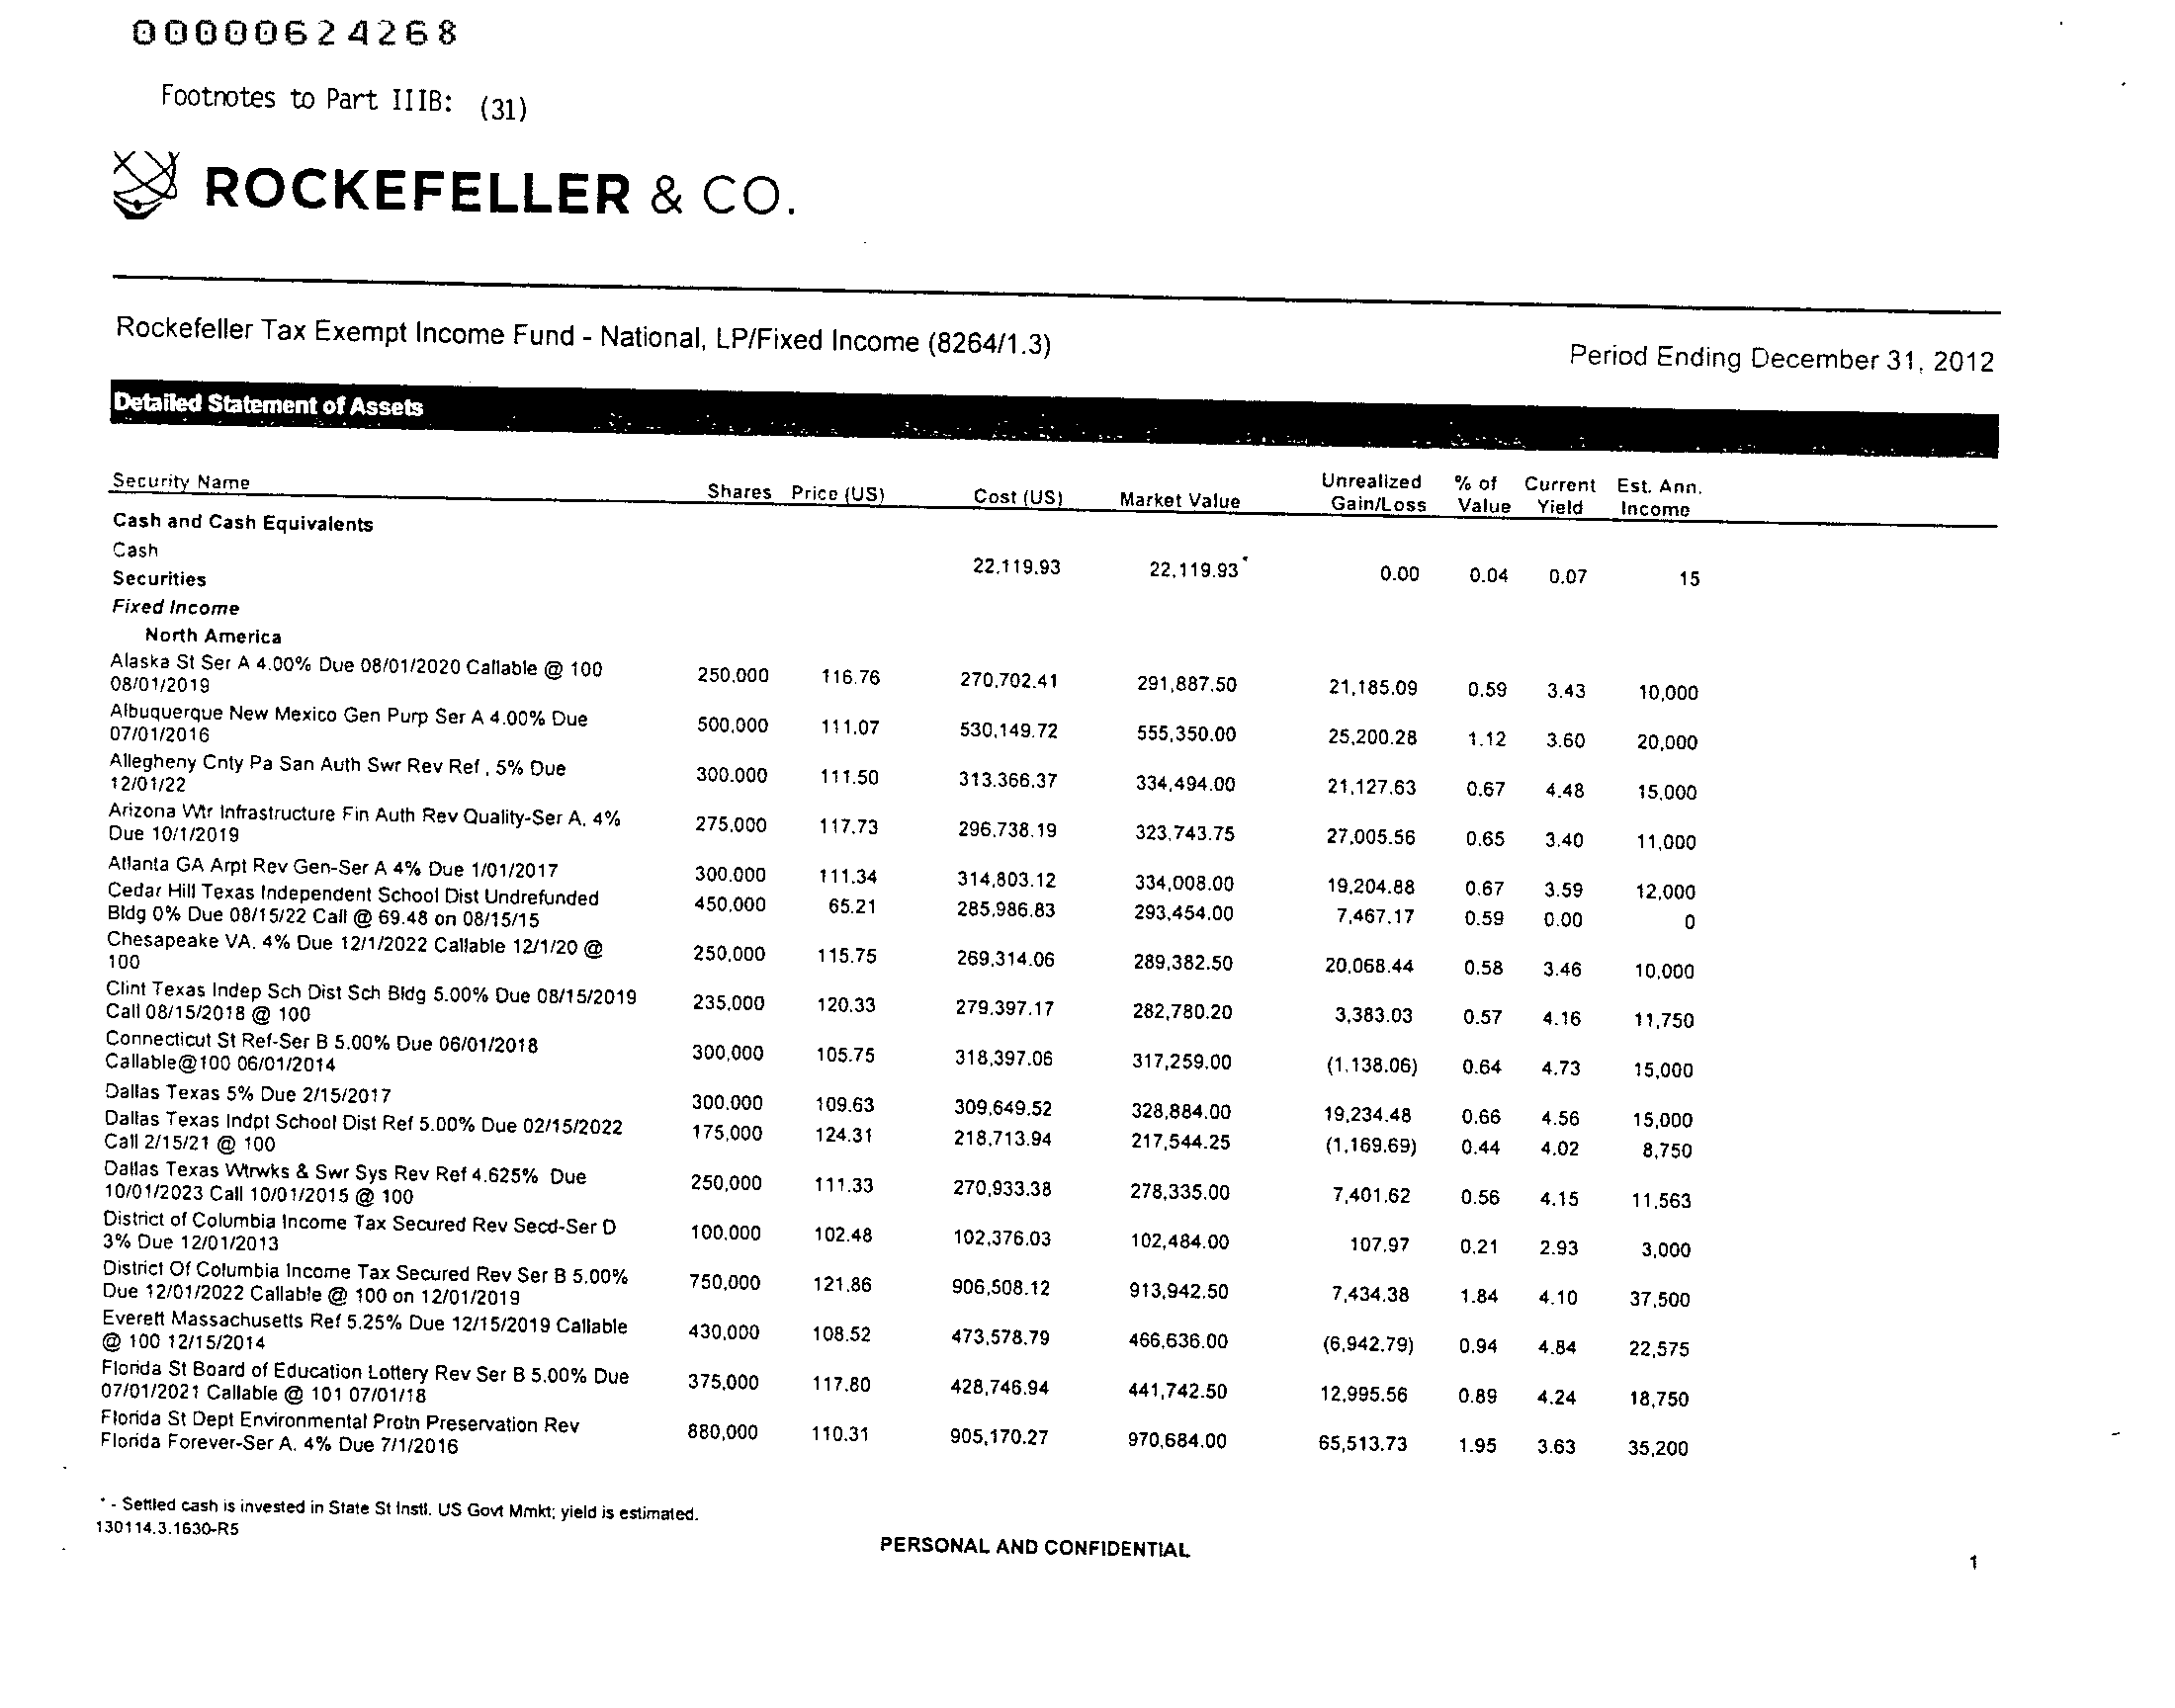 00000624268
Footnotes to Part IIIB: (31)
ROCKEFELLER & CO.
Rockefeller Tax Exempt Income Fund - National, LP/Fixed Income (8264/1.3)
Period Ending December 31, 2012
Detailed Statement of Assets
Unrealized % of Current Est. Ann.
Security Name Shares Price (US) Cost (US) Market Value Gain/Loss Value Yield Income
Cash and Cash Equivalents
Cash 22,119.93 22,119.93* 0.00 0.04 0.07 15
Securities
Fixed Income
North America
Alaska St Ser A 4.00% Due 08/01/2020 Callable @ 100 250,000 116.76 270,702.41 291,887.50 21,185.09 0.59 3.43 10,000
08/01/2019
Albuquerque New Mexico Gen Purp Ser A 4.00% Due 500,000 111.07 530,149.72 555,350.00 25,200.28 1.12 3.60 20,000
07/01/2016
Allegheny Cnty Pa San Auth Swr Rev Ref , 5% Due 300,000 111.50 313,366.37 334,494.00 21,127.63 0.67 4.48 15,000
12/01/22
Arizona Wtr Infrastructure Fin Auth Rev Quality-Ser A, 4% 275,000 117.73 296,738.19 323,743.75 27,005.56 0.65 3.40 11,000
Due 10/1/2019
Atlanta GA Arpt Rev Gen-Ser A 4% Due 1/01/2017 300,000 111.34 314,803.12 334,008.00 19,204.88 0.67 3.59 12,000
Cedar Hill Texas Independent School Dist Undrefunded 450,000 65.21 285,986.83 293,454.00 7,467.17 0.59 0.00 0
Bldg 0% Due 08/15/22 Call @ 69.48 on 08/15/15
Chesapeake VA. 4% Due 12/1/2022 Callable 12/1/20 @ 250,000 115.75 269,314.06 289,382.50 20,068.44 0.58 3.46 10,000
100
Clint Texas Indep Sch Dist Sch Bldg 5.00% Due 08/15/2019 235,000 120.33 279,397.17 282,780.20 3,383.03 0.57 4.16 11,750
Call 08/15/2018 @ 100
Connecticut St Ref-Ser B 5.00% Due 06/01/2018 300,000 105.75 318,397.06 317,259.00 (1,138.06) 0.64 4.73 15,000
Callable@100 06/01/2014
Dallas Texas 5% Due 2/15/2017 300,000 109.63 309,649.52 328,884.00 19,234.48 0.66 4.56 15,000
Dallas Texas Indpt School Dist Ref 5.00% Due 02/15/2022 175,000 124.31 218,713.94 217,544.25 (1,169.69) 0.44 4.02 8,750
Call 2/15/21 @ 100
Dallas Texas Wtrwks & Swr Sys Rev Ref 4.625% Due 250,000 111.33 270,933.38 278,335.00 7,401.62 0.56 4.15 11,563
10/01/2023 Call 10/01/2015 @ 100
District of Columbia Income Tax Secured Rev Secd-Ser D 100,000 102.48 102,376.03 102,484.00 107.97 0.21 2.93 3,000
3% Due 12/01/2013
District Of Columbia Income Tax Secured Rev Ser B 5.00% 750,000 121.86 906,508.12 913,942.50 7,434.38 1.84 4.10 37,500
Due 12/01/2022 Callable @ 100 on 12/01/2019
Everett Massachusetts Ref 5.25% Due 12/15/2019 Callable 430,000 108.52 473,578.79 466,636.00 (6,942.79) 0.94 4.84 22,575
@ 100 12/15/2014
Florida St Board of Education Lottery Rev Ser B 5.00% Due 375,000 117.80 428,746.94 441,742.50 12,995.56 0.89 4.24 18,750
07/01/2021 Callable @ 101 07/01/18
Florida St Dept Environmental Protn Preservation Rev 880,000 110.31 905,170.27 970,684.00 65,513.73 1.95 3.63 35,200
Florida Forever-Ser A, 4% Due 7/1/2016
* - Settled cash is invested in State St Instl. US Govt Mmkt; yield is estimated.
130114.3.1630-R5
PERSONAL AND CONFIDENTIAL
1